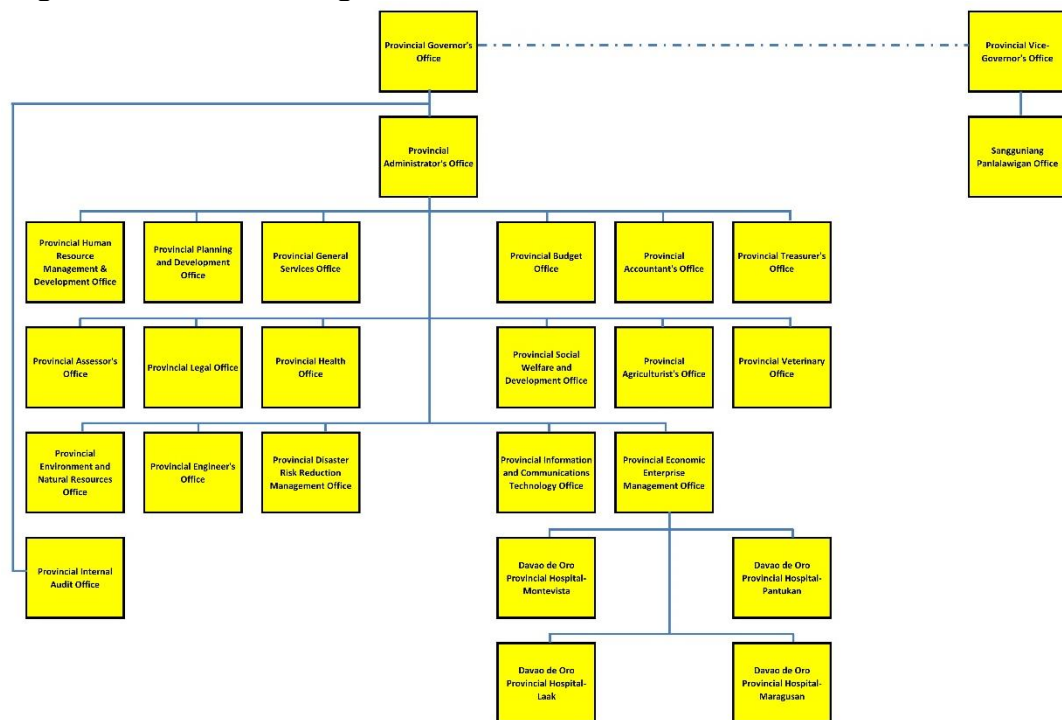 Provincial Governor's
Office
Provincial Vice-
Governor's Office
Provincial
Administrator's Office
Sangguniang
Panlalawigan Office
Provincial Human
Resource
Management &
Development Office
Provincial Planning
and Development
Office
Provincial General
Services Office
Provincial Budget
Office
Provincial
Accountant's Office
Provincial Treasurer's
Office
Provincial Assessor's
Office
Provincial Legal Office
Provincial Health
Office
Provincial Social
Welfare and
Development Office
Provincial
Agriculturist's Office
Provincial Veterinary
Office
Provincial
Environment and
Natural Resources
Office
Provincial Engineer's
Office
Provincial Disaster
Risk Reduction
Management Office
Provincial Information
and Communications
Technology Office
Provincial Economic
Enterprise
Management Office
Provincial Internal
Audit Office
Davao de Oro
Provincial Hospital-
Montevista
Davao de Oro
Provincial Hospital-
Pantukan
Davao de Oro
Provincial Hospital-
Laak
Davao de Oro
Provincial Hospital-
Maragusan